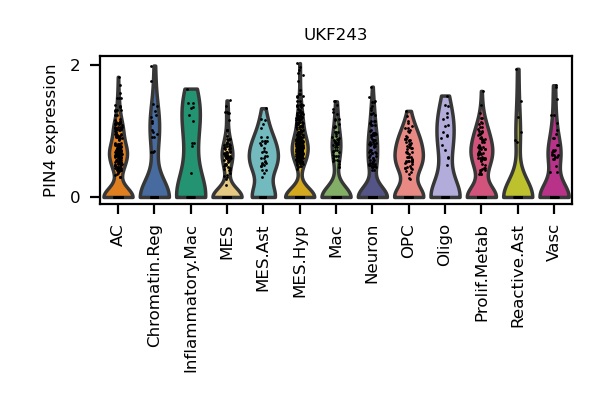 UKF243
PIN4 expression
2
0
AC
Chromatin.Reg
Inflammatory.Mac
MES
MES.Ast
MES.Hyp
Mac
Neuron
OPC
Oligo
Prolif.Metab
Reactive.Ast
Vasc